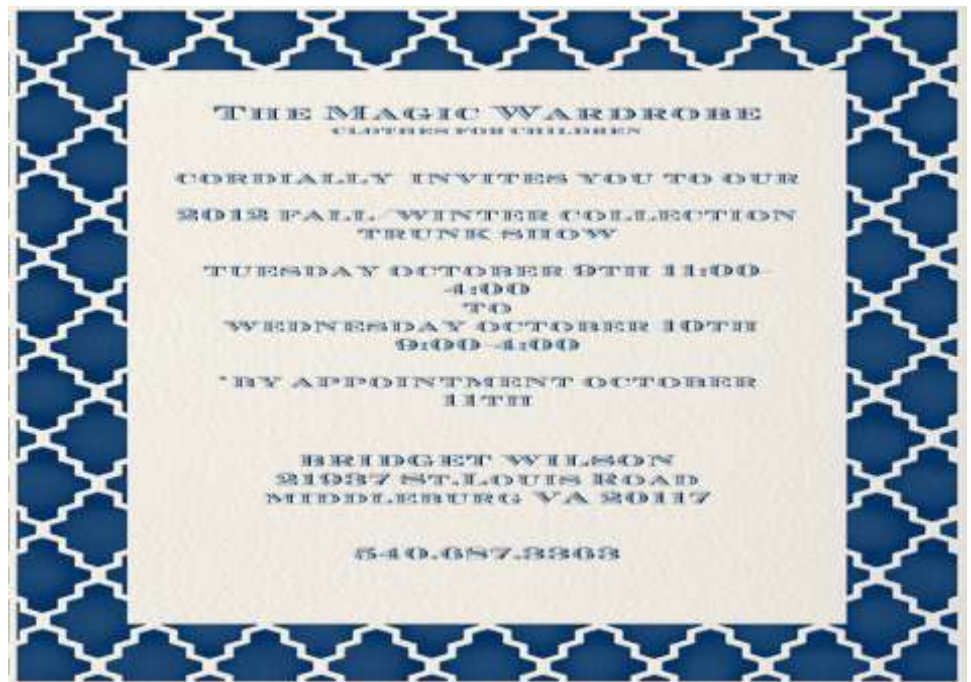 THE MAGIC WARDROBE
CLOTHES FOR CHILDREN
CORDIALLY INVITES YOU TO OUR
2012 FALL/WINTER COLLECTION
TRUNK SHOW
TUESDAY OCTOBER 9TH 11:00-
4:00
TO
WEDNESDAY OCTOBER 10TH
9:00-4:00
*BY APPOINTMENT OCTOBER
11TH
BRIDGET WILSON
21937 ST.LOUIS ROAD
MIDDLEBURG VA 20117
540.687.3363